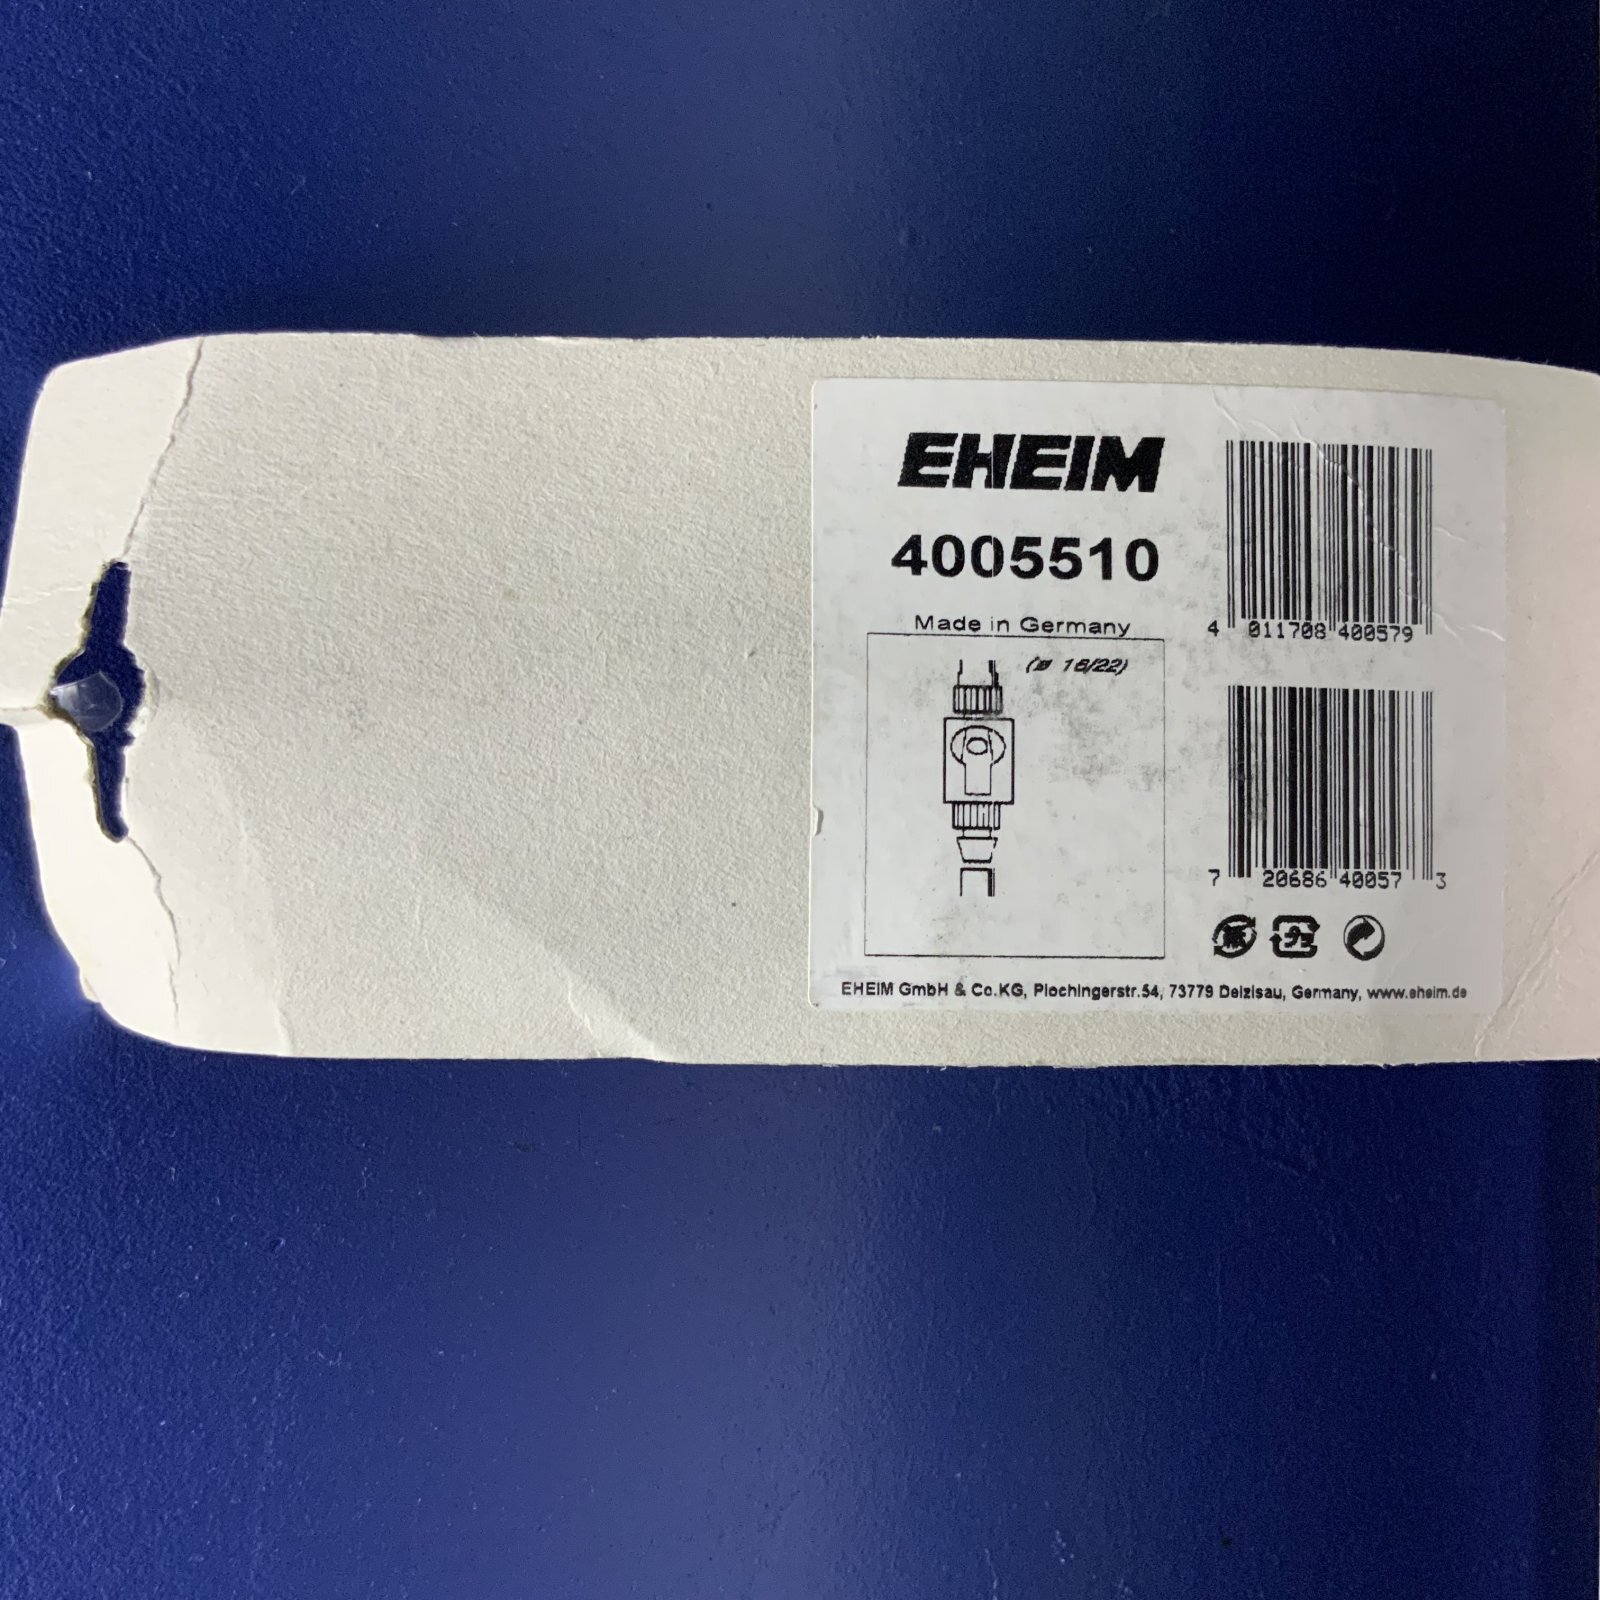 EHEIM
4005510
Made in Germany
(ø 16/22)
4 011708 400579
7 20686 40057 3
EHEIM GmbH & Co.KG, Plochingerstr.54, 73779 Deizisau, Germany, www.eheim.de